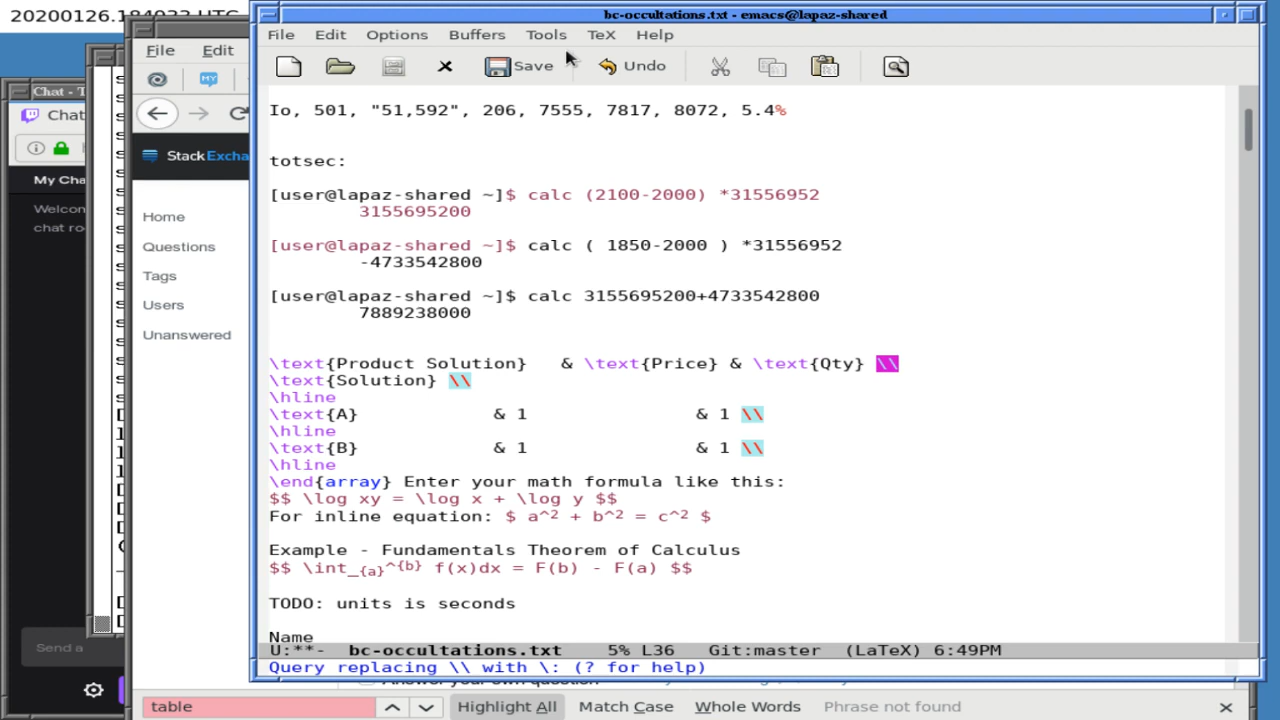 20200126.184933 UTC
bc-occultations.txt - emacs@lapaz-shared
File Edit Options Buffers Tools TeX Help
Save Undo
Io, 501, "51,592", 206, 7555, 7817, 8072, 5.4%
totsec:
[user@lapaz-shared ~]$ calc (2100-2000) *31556952
3155695200
[user@lapaz-shared ~]$ calc ( 1850-2000 ) *31556952
-4733542800
[user@lapaz-shared ~]$ calc 3155695200+4733542800
7889238000
\text{Product Solution} & \text{Price} & \text{Qty} \\
\text{Solution} \\
\hline
\text{A} & 1 & 1 \\
\hline
\text{B} & 1 & 1 \\
\hline
\end{array} Enter your math formula like this:
$$ \log xy = \log x + \log y $$
For inline equation: $ a^2 + b^2 = c^2 $
Example - Fundamentals Theorem of Calculus
$$ \int_{a}^{b} f(x)dx = F(b) - F(a) $$
TODO: units is seconds
Name
U:**- bc-occultations.txt 5% L36 Git:master (LaTeX) 6:49PM
Query replacing \\ with \: (? for help)
File Edit
MY
Stack Excha
Home
Questions
Tags
Users
Unanswered
Chat - T
Chat
My Cha
Welcon
chat ro
Send a
table Highlight All Match Case Whole Words Phrase not found